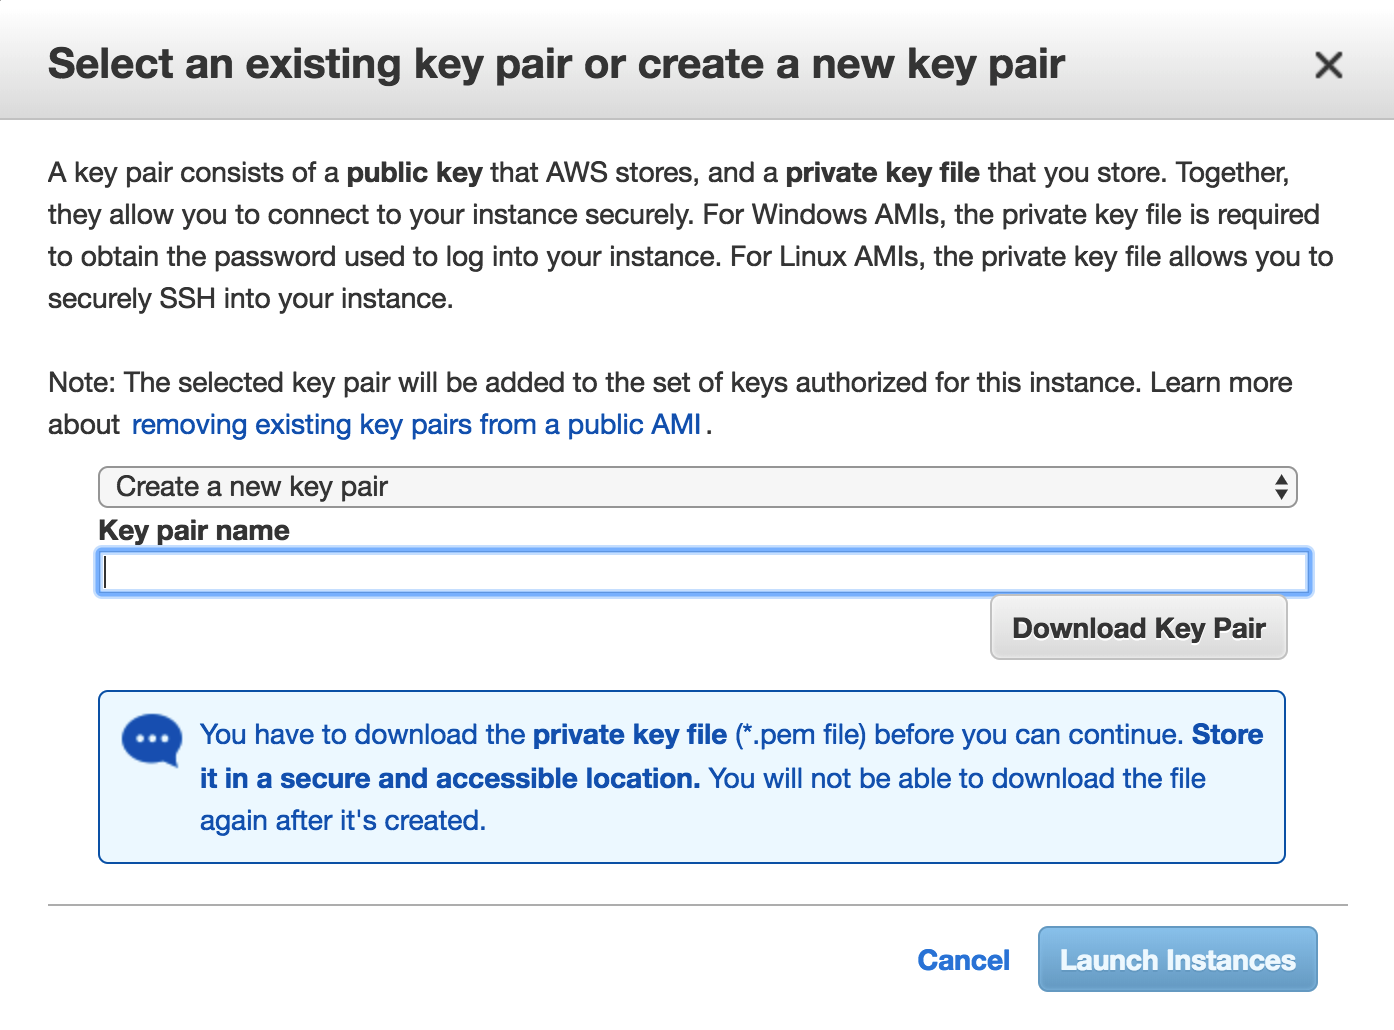 Select an existing key pair or create a new key pair
A key pair consists of a public key that AWS stores, and a private key file that you store. Together,
they allow you to connect to your instance securely. For Windows AMIs, the private key file is required
to obtain the password used to log into your instance. For Linux AMIs, the private key file allows you to
securely SSH into your instance.
Note: The selected key pair will be added to the set of keys authorized for this instance. Learn more
about removing existing key pairs from a public AMI.
Create a new key pair
Key pair name
Download Key Pair
You have to download the private key file (*.pem file) before you can continue. Store
it in a secure and accessible location. You will not be able to download the file
again after it's created.
Cancel Launch Instances